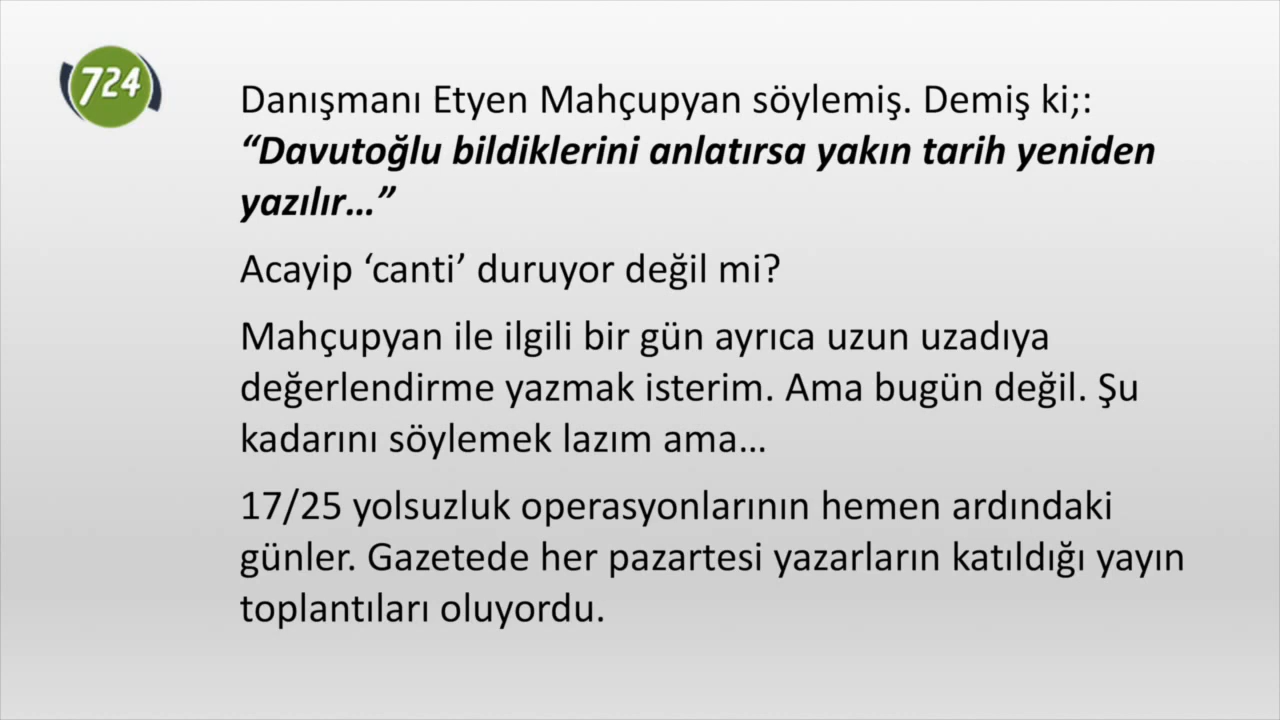 724
Danışmanı Etyen Mahçupyan söylemiş. Demiş ki;:
“Davutoğlu bildiklerini anlatırsa yakın tarih yeniden
yazılır…”
Acayip ‘canti’ duruyor değil mi?
Mahçupyan ile ilgili bir gün ayrıca uzun uzadıya
değerlendirme yazmak isterim. Ama bugün değil. Şu
kadarını söylemek lazım ama…
17/25 yolsuzluk operasyonlarının hemen ardındaki
günler. Gazetede her pazartesi yazarların katıldığı yayın
toplantıları oluyordu.